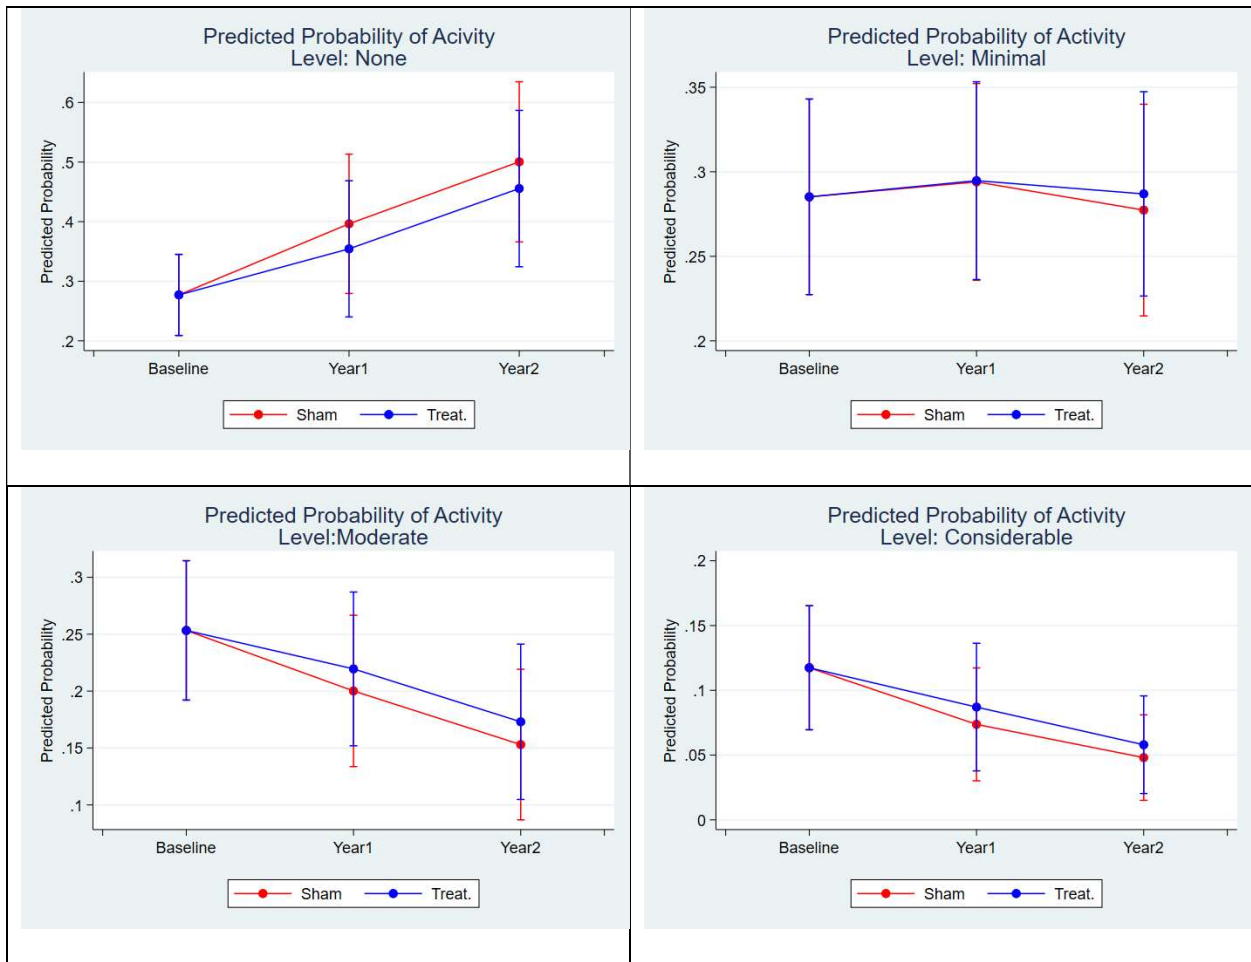 Predicted Probability of Acivity
Level: None
Predicted Probability
.6
.5
.4
.3
.2
Baseline Year1 Year2
Sham Treat.
Predicted Probability of Activity
Level: Minimal
Predicted Probability
.35
.3
.25
.2
Baseline Year1 Year2
Sham Treat.
Predicted Probability of Activity
Level:Moderate
Predicted Probability
.3
.25
.2
.15
.1
Baseline Year1 Year2
Sham Treat.
Predicted Probability of Activity
Level: Considerable
Predicted Probability
.2
.15
.1
.05
0
Baseline Year1 Year2
Sham Treat.